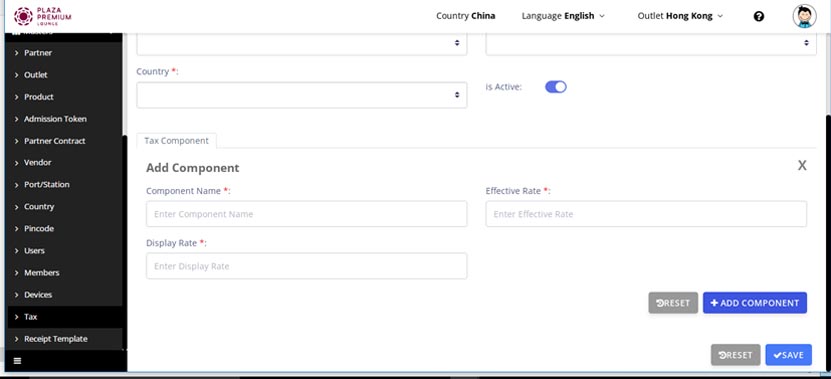 PLAZA
PREMIUM
LOUNGE
Country China
Language English
Outlet Hong Kong
Masters
Partner
Outlet
Product
Admission Token
Partner Contract
Vendor
Port/Station
Country
Pincode
Users
Members
Devices
Tax
Receipt Template
Country *:
is Active:
Tax Component
Add Component
X
Component Name *:
Effective Rate *:
Enter Component Name
Enter Effective Rate
Display Rate *:
Enter Display Rate
RESET
ADD COMPONENT
RESET
SAVE